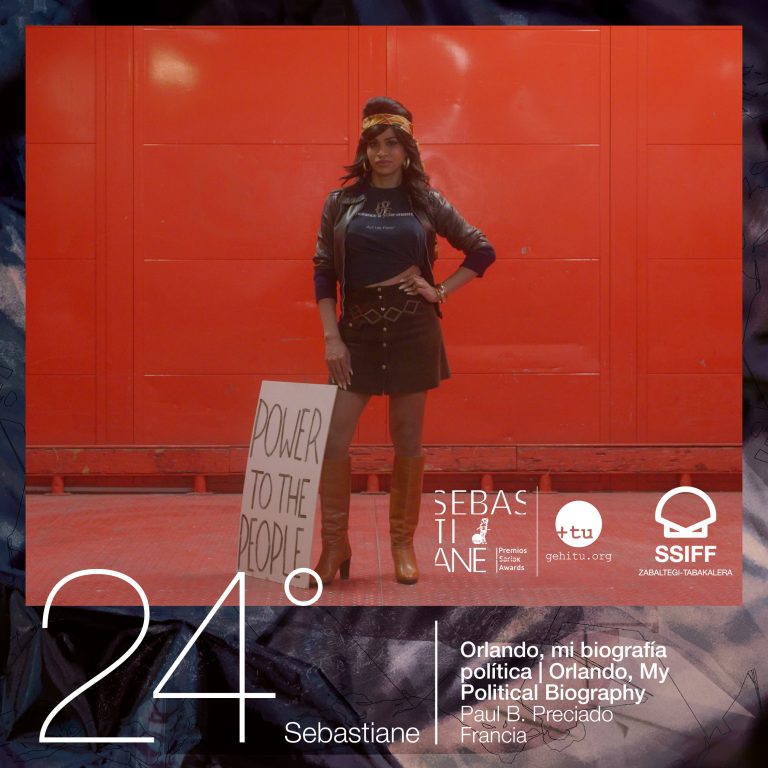 POWER
TO THE
PEOPLE
SEBAS
TI
ANE
Premios
Sariak
Awards
+tu
gehitu.org
SSIFF
ZABALTEGI-TABAKALERA
24°
Sebastiane
Orlando, mi biografía
política | Orlando, My
Political Biography
Paul B. Preciado
Francia